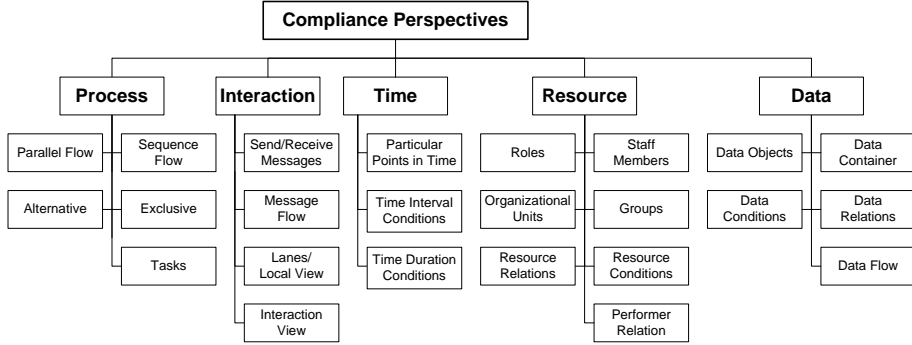 Compliance Perspectives
Process
Interaction
Time
Resource
Data
Parallel Flow
Sequence
Flow
Alternative
Exclusive
Tasks
Send/Receive
Messages
Message
Flow
Lanes/
Local View
Interaction
View
Particular
Points in Time
Time Interval
Conditions
Time Duration
Conditions
Roles
Staff
Members
Organizational
Units
Groups
Resource
Relations
Resource
Conditions
Performer
Relation
Data Objects
Data
Container
Data
Conditions
Data
Relations
Data Flow